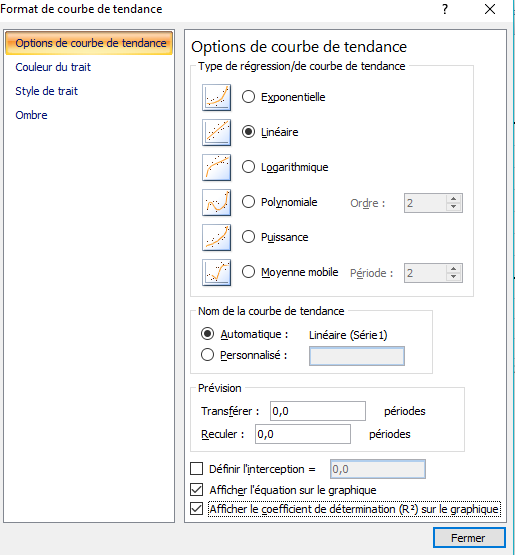 Format de courbe de tendance
Options de courbe de tendance
Couleur du trait
Style de trait
Ombre
Options de courbe de tendance
Type de régression/de courbe de tendance
Exponentielle
Linéaire
Logarithmique
Polynomiale Ordre : 2
Puissance
Moyenne mobile Période : 2
Nom de la courbe de tendance
Automatique : Linéaire (Série1)
Personnalisé :
Prévision
Transférer : 0,0 périodes
Reculer : 0,0 périodes
Définir l'interception = 0,0
Afficher l'équation sur le graphique
Afficher le coefficient de détermination (R²) sur le graphique
Fermer